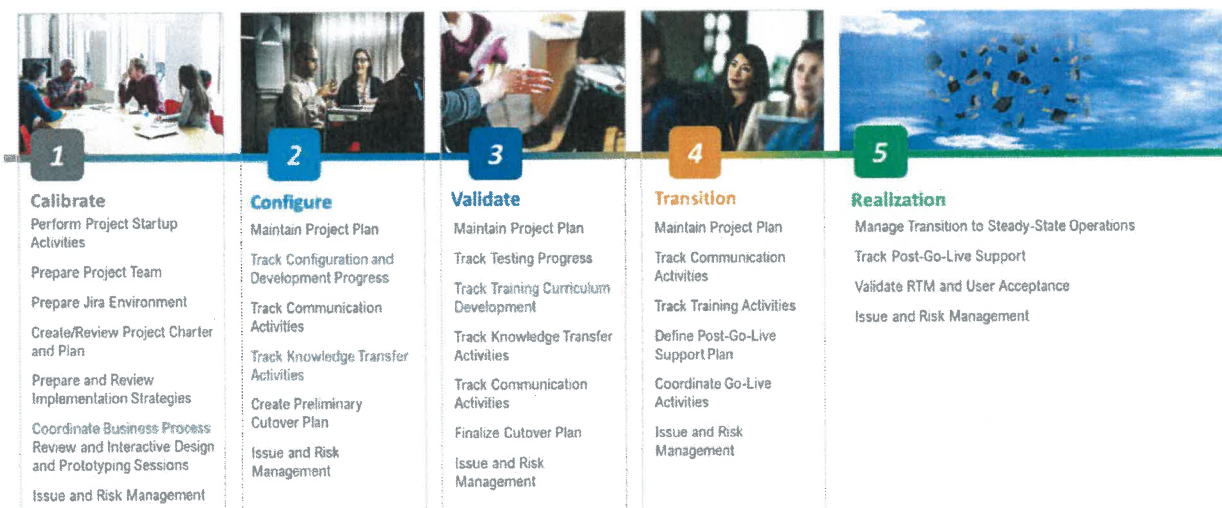 1
Calibrate
Perform Project Startup
Activities
Prepare Project Team
Prepare Jira Environment
Create/Review Project Charter
and Plan
Prepare and Review
Implementation Strategies
Coordinate Business Process
Review and Interactive Design
and Prototyping Sessions
Issue and Risk Management
2
Configure
Maintain Project Plan
Track Configuration and
Development Progress
Track Communication
Activities
Track Knowledge Transfer
Activities
Create Preliminary
Cutover Plan
Issue and Risk
Management
3
Validate
Maintain Project Plan
Track Testing Progress
Track Training Curriculum
Development
Track Knowledge Transfer
Activities
Track Communication
Activities
Finalize Cutover Plan
Issue and Risk
Management
4
Transition
Maintain Project Plan
Track Communication
Activities
Track Training Activities
Define Post-Go-Live
Support Plan
Coordinate Go-Live
Activities
Issue and Risk
Management
5
Realization
Manage Transition to Steady-State Operations
Track Post-Go-Live Support
Validate RTM and User Acceptance
Issue and Risk Management